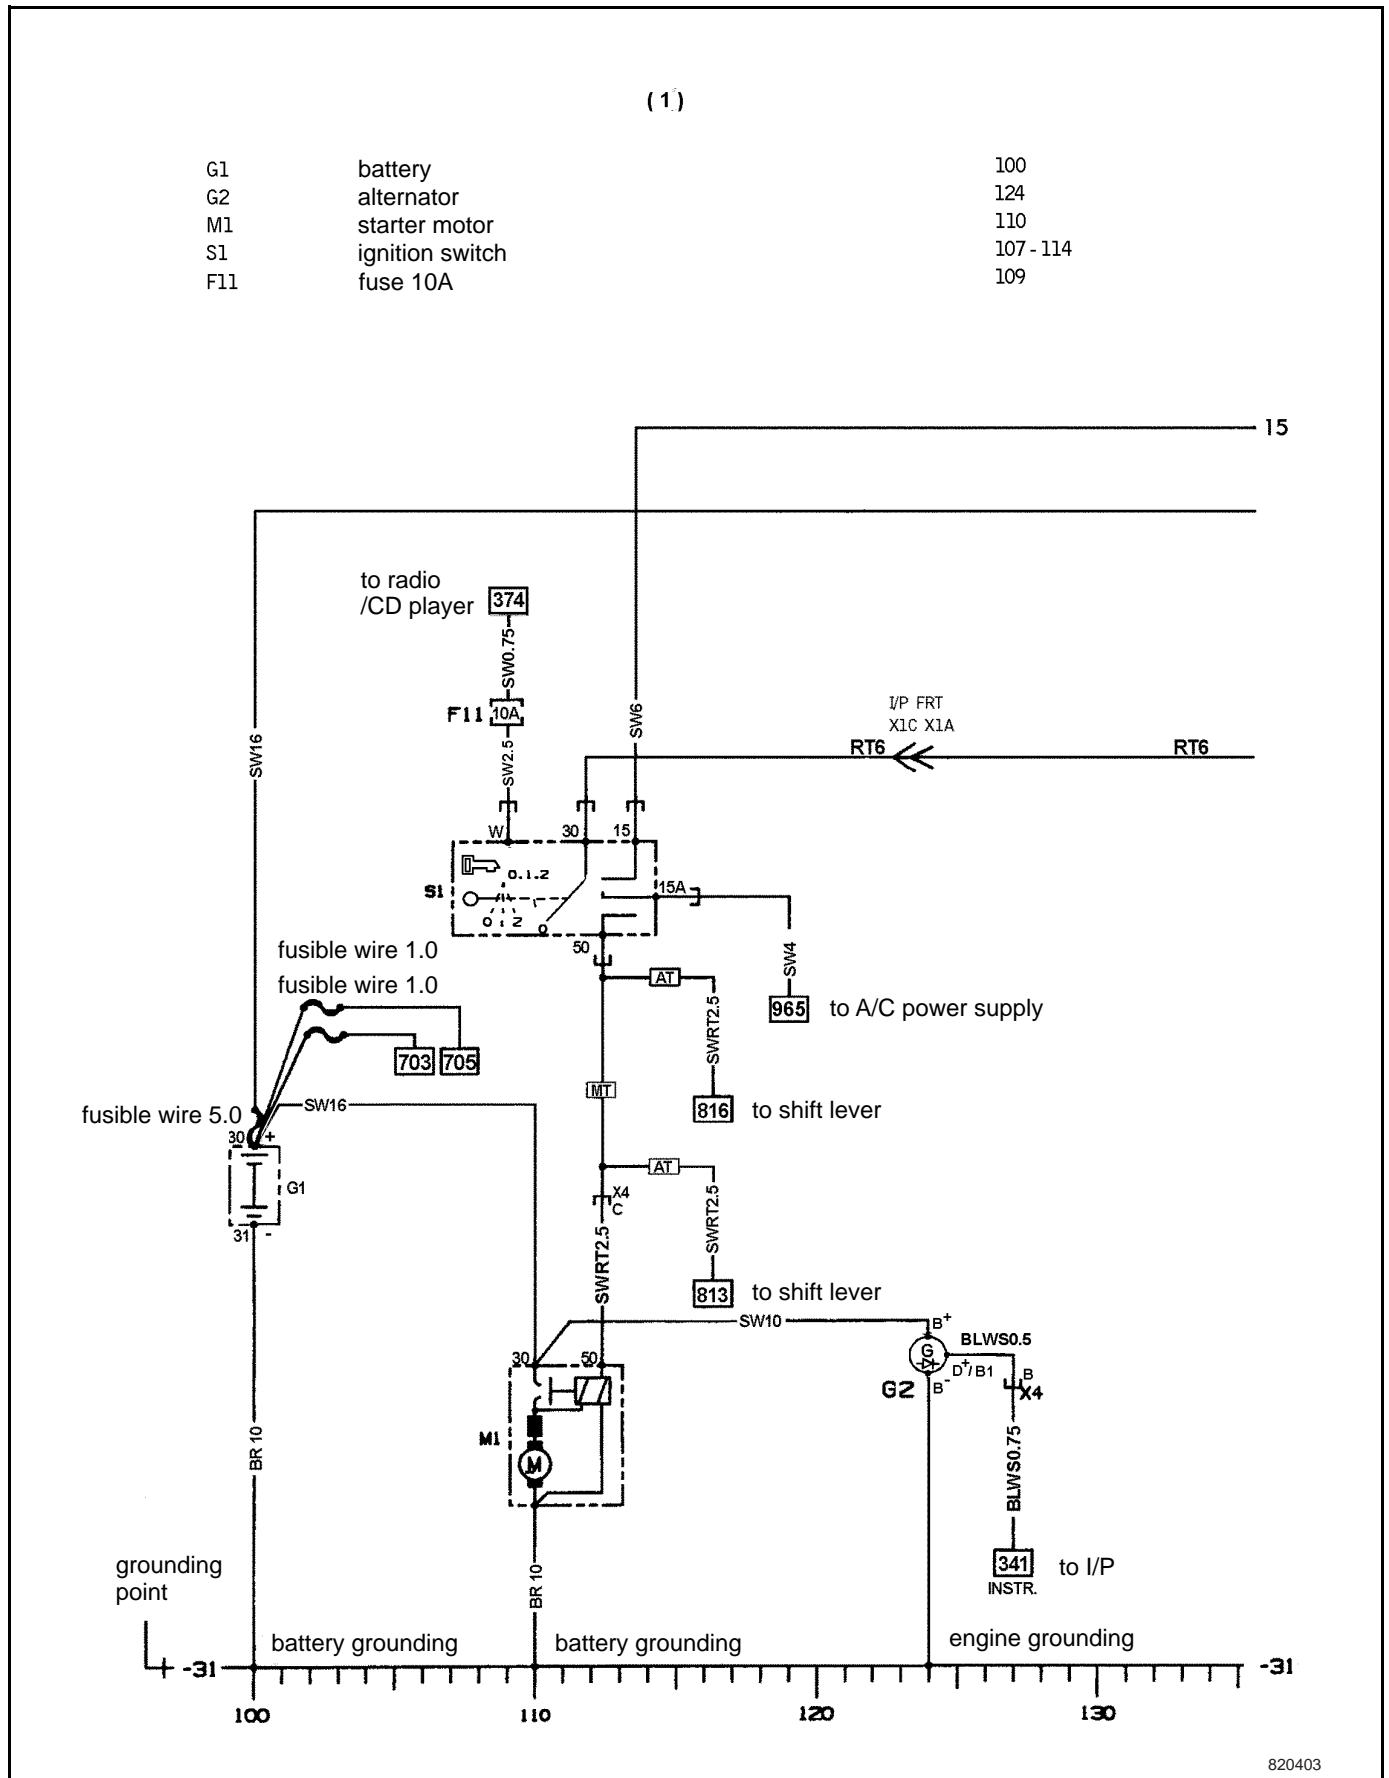 (1)
G1 battery 100
G2 alternator 124
M1 starter motor 110
S1 ignition switch 107-114
F11 fuse 10A 109
15
to radio
/CD player
374
SW0.75
F11 10A
SW2.5
SW6
SW16
I/P FRT
X1C X1A
RT6 RT6
W 30 15
0.1.2
S1
0 1 2
0
15A
50
SW4
965 to A/C power supply
fusible wire 1.0
fusible wire 1.0
AT
SWRT2.5
703 705
MT
816 to shift lever
fusible wire 5.0
SW16
30 +
G1
31 -
AT
X4
C
SWRT2.5
SWRT2.5
813 to shift lever
SW10
B+
BLWS0.5
G
D+/B1
G2 B-
B
X4
30 50
M1
M
BR 10
BLWS0.75
341 to I/P
INSTR.
BR 10
grounding
point
battery grounding battery grounding engine grounding
-31 -31
100 110 120 130
820403